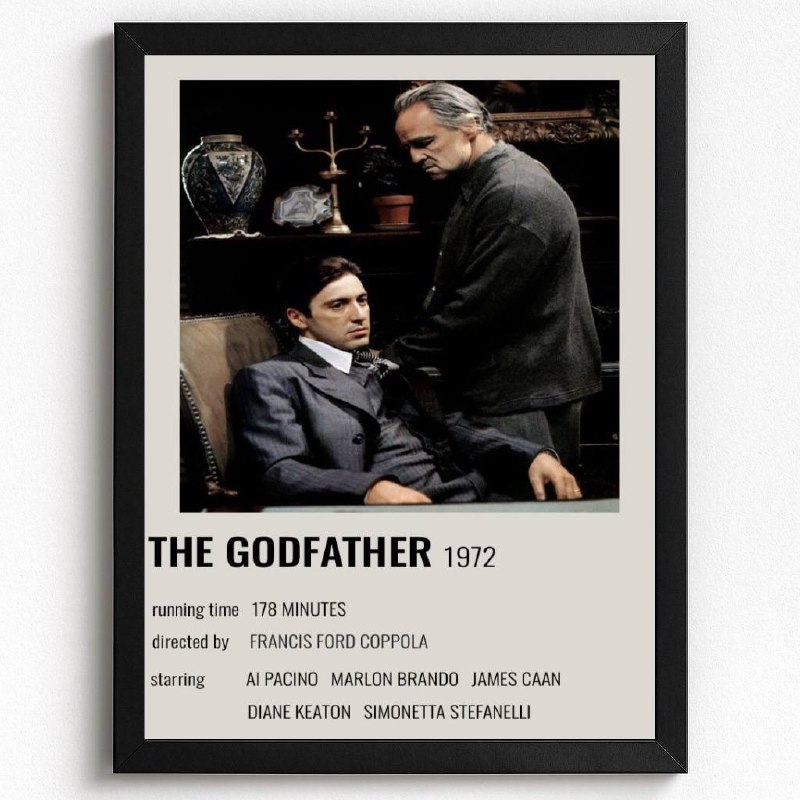 THE GODFATHER 1972
running time 178 MINUTES
directed by FRANCIS FORD COPPOLA
starring Al PACINO MARLON BRANDO JAMES CAAN
DIANE KEATON SIMONETTA STEFANELLI